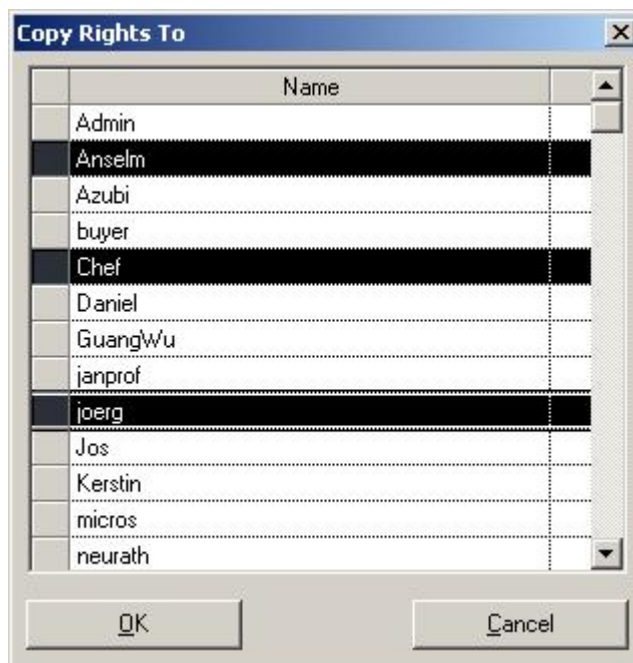 Copy Rights To
Name
Admin
Anselm
Azubi
buyer
Chef
Daniel
GuangWu
janprof
joerg
Jos
Kerstin
micros
neurath
OK Cancel